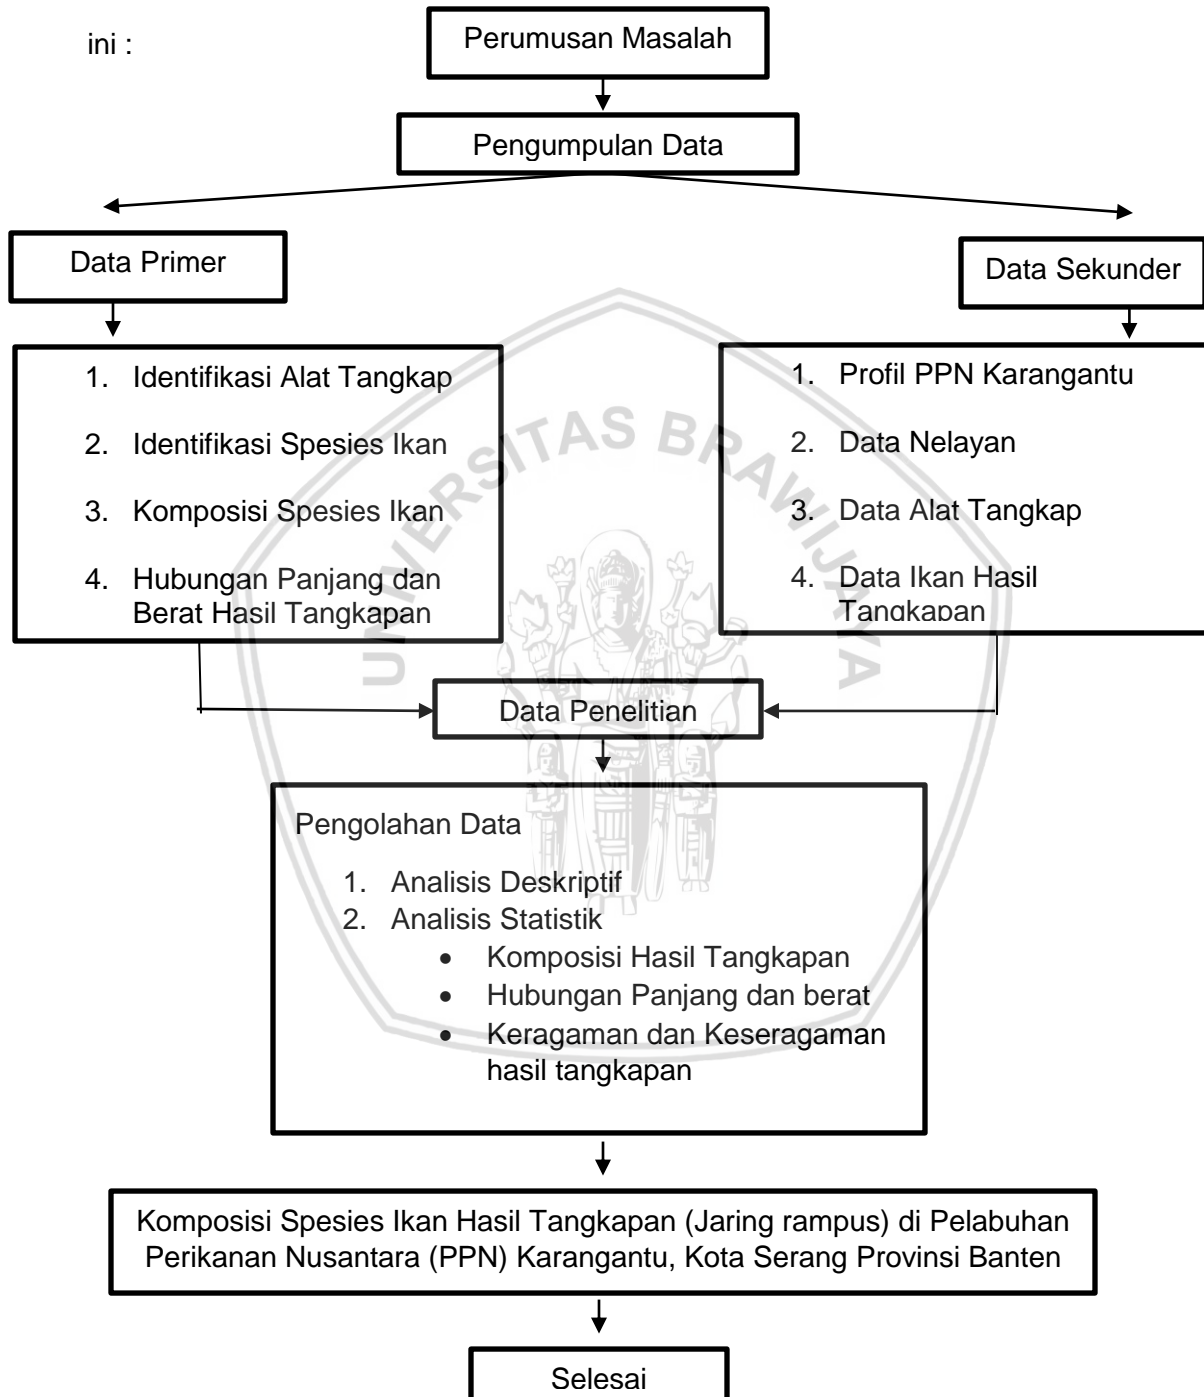 ini :
Perumusan Masalah
Pengumpulan Data
Data Primer
Data Sekunder
1. Identifikasi Alat Tangkap
2. Identifikasi Spesies Ikan
3. Komposisi Spesies Ikan
4. Hubungan Panjang dan
Berat Hasil Tangkapan
1. Profil PPN Karangantu
2. Data Nelayan
3. Data Alat Tangkap
4. Data Ikan Hasil
Tangkapan
UNIVERSITAS BRAWIJAYA
Data Penelitian
Pengolahan Data
1. Analisis Deskriptif
2. Analisis Statistik
• Komposisi Hasil Tangkapan
• Hubungan Panjang dan berat
• Keragaman dan Keseragaman
hasil tangkapan
Komposisi Spesies Ikan Hasil Tangkapan (Jaring rampus) di Pelabuhan
Perikanan Nusantara (PPN) Karangantu, Kota Serang Provinsi Banten
Selesai